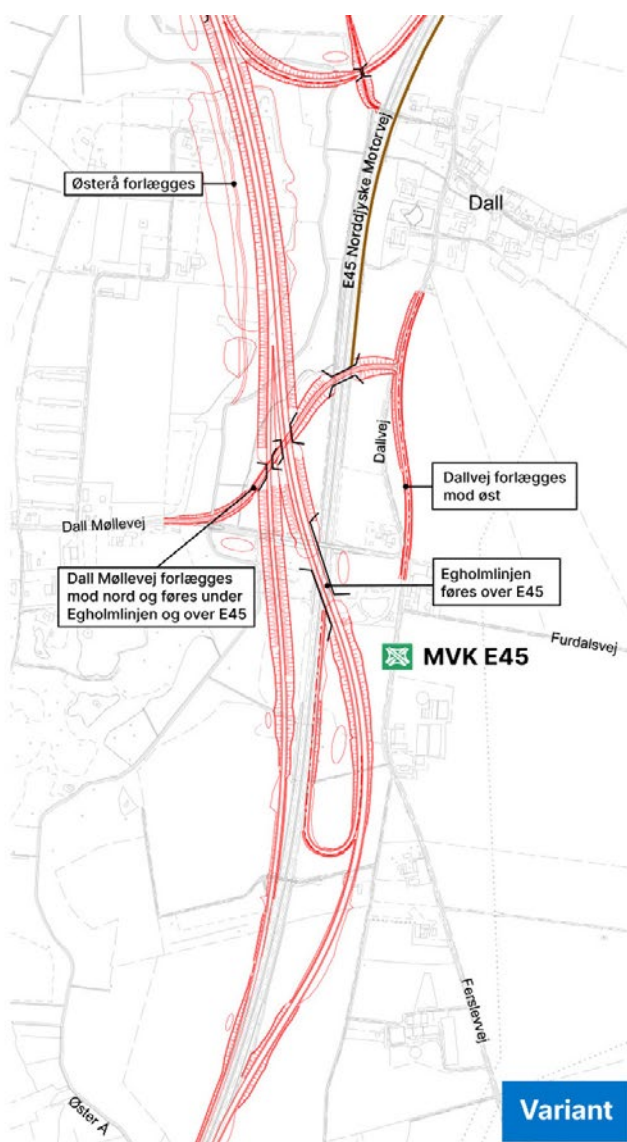 Østerå forlægges
E45 Norddjyske Motorvej
Dall
Dallvej
Dallvej forlægges
mod øst
Dall Møllevej
Dall Møllevej forlægges
mod nord og føres under
Egholmlinjen og over E45
Egholmlinjen
føres over E45
Furdalsvej
MVK E45
Ferslevvej
Øster Å
Variant